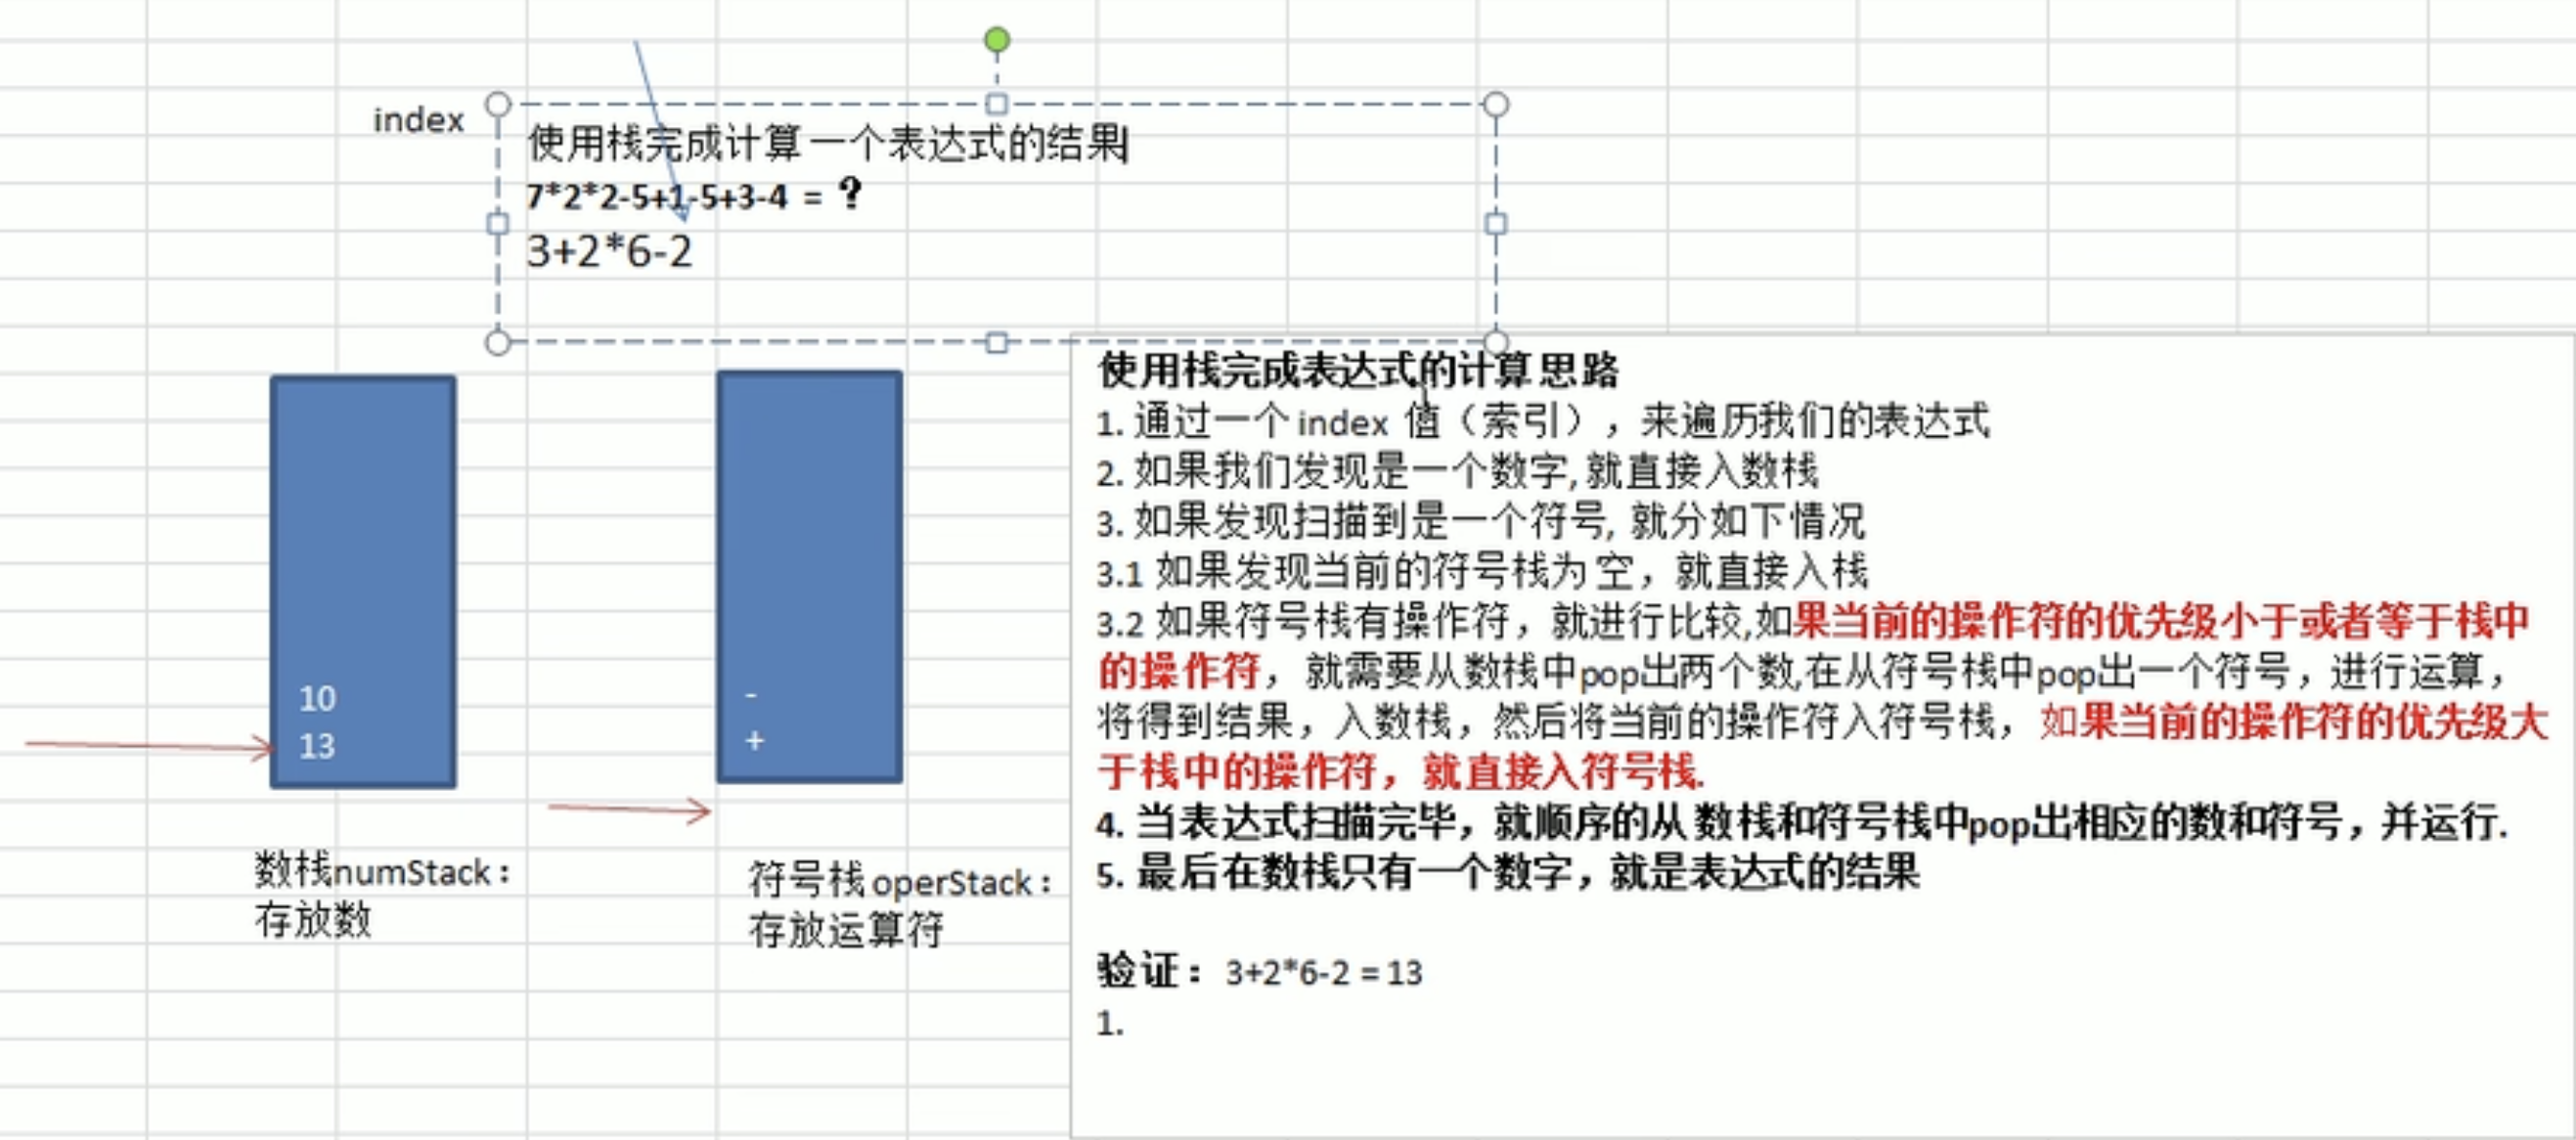 index
使用栈完成计算一个表达式的结果
7*2*2-5+1-5+3-4 = ?
3+2*6-2
10
13
-
+
数栈numStack：
存放数
符号栈operStack：
存放运算符
使用栈完成表达式的计算思路
1. 通过一个 index 值（索引），来遍历我们的表达式
2. 如果我们发现是一个数字, 就直接入数栈
3. 如果发现扫描到是一个符号, 就分如下情况
3.1 如果发现当前的符号栈为空，就直接入栈
3.2 如果符号栈有操作符，就进行比较,如果当前的操作符的优先级小于或者等于栈中
的操作符，就需要从数栈中pop出两个数,在从符号栈中pop出一个符号，进行运算，
将得到结果，入数栈，然后将当前的操作符入符号栈，如果当前的操作符的优先级大
于栈中的操作符，就直接入符号栈.
4. 当表达式扫描完毕，就顺序的从数栈和符号栈中pop出相应的数和符号，并运行.
5. 最后在数栈只有一个数字，就是表达式的结果
验证：3+2*6-2 = 13
1.